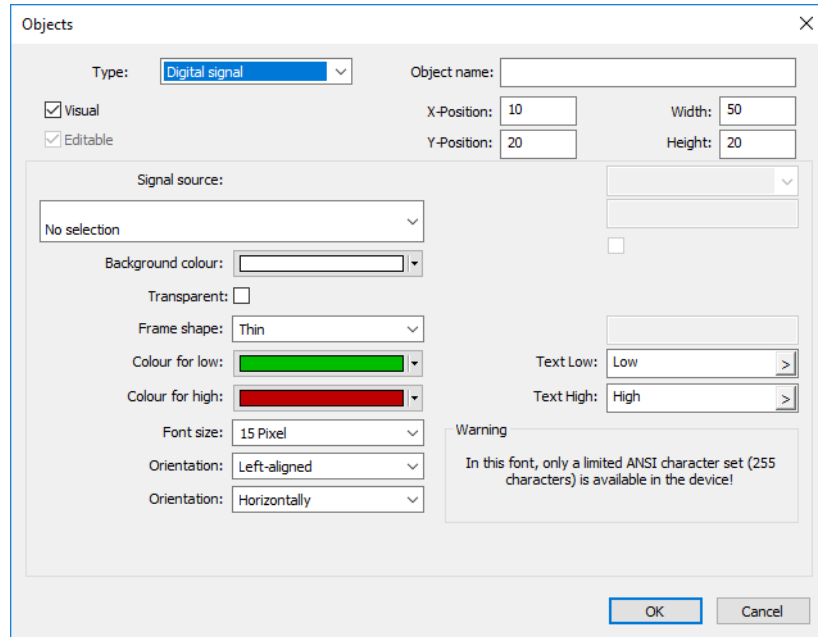 Objects
Type: Digital signal Object name:
Visual X-Position: 10 Width: 50
Editable Y-Position: 20 Height: 20
Signal source:
No selection
Background colour:
Transparent:
Frame shape: Thin
Colour for low: Text Low: Low >
Colour for high: Text High: High >
Font size: 15 Pixel Warning
Orientation: Left-aligned In this font, only a limited ANSI character set (255
characters) is available in the device!
Orientation: Horizontally
OK Cancel